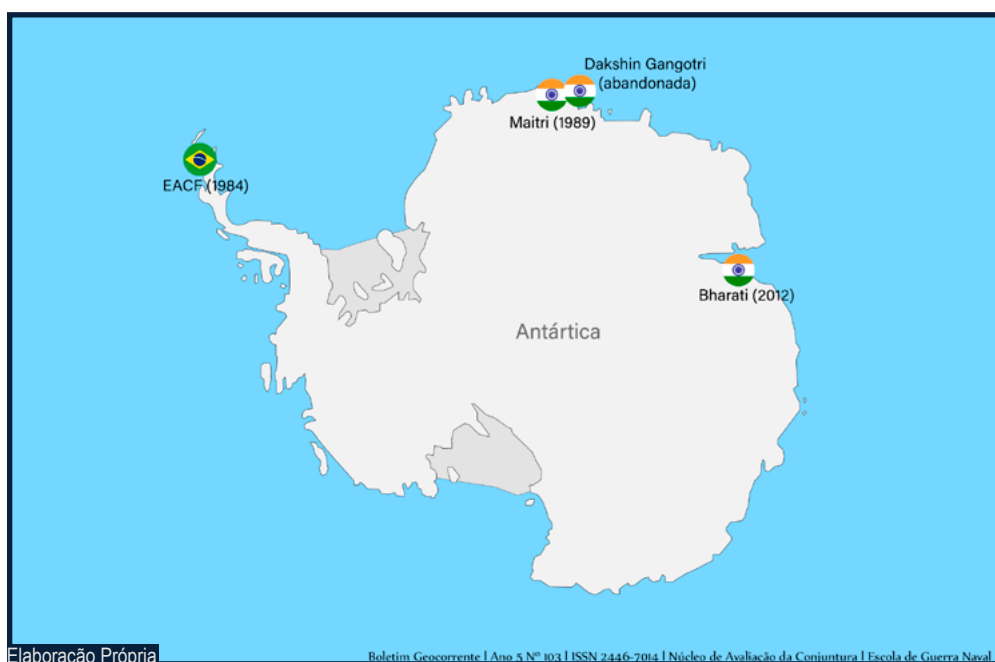 Dakshin Gangotri
(abandonada)
Maitri (1989)
EACF (1984)
Bharati (2012)
Antártica
Elaboração Própria
Boletim Geocorrente | Ano 5 Nº 103 | ISSN 2446-7014 | Núcleo de Avaliação da Conjuntura | Escola de Guerra Naval